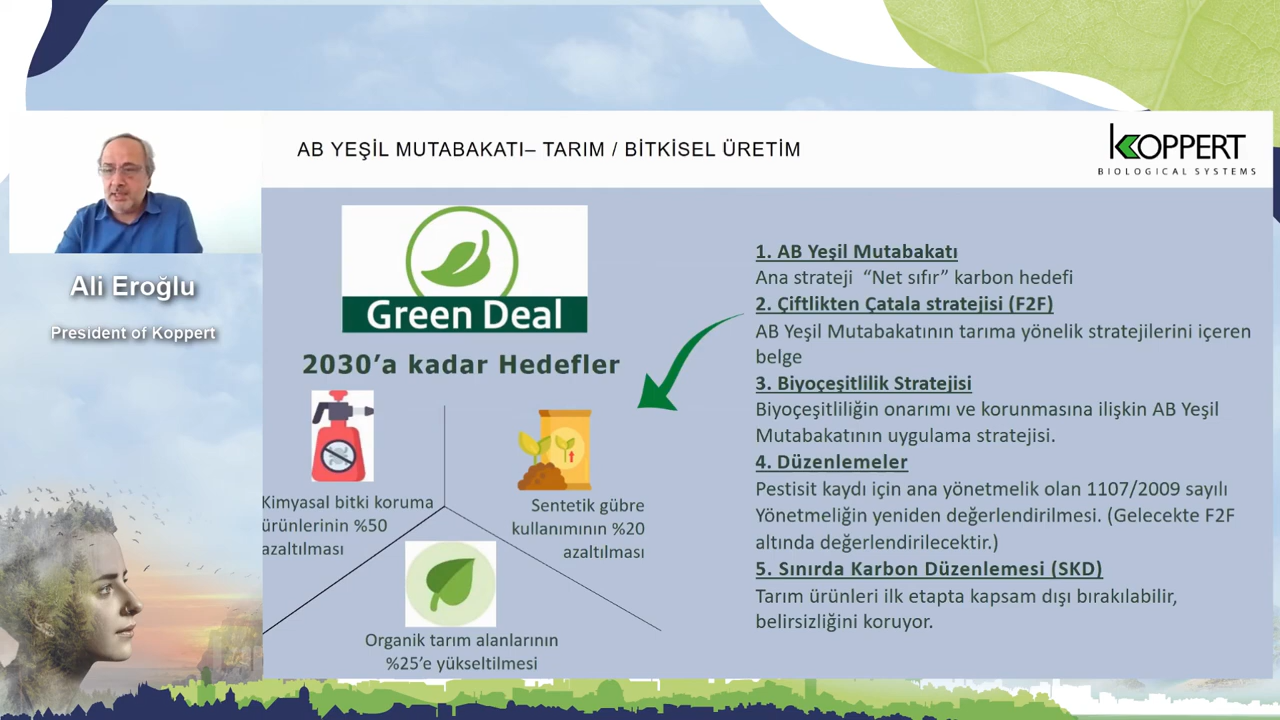 AB YEŞİL MUTABAKATI– TARIM / BİTKİSEL ÜRETİM
KOPPERT
BIOLOGICAL SYSTEMS
Ali Eroğlu
President of Koppert
Green Deal
2030’a kadar Hedefler
Kimyasal bitki koruma
ürünlerinin %50
azaltılması
Sentetik gübre
kullanımının %20
azaltılması
Organik tarım alanlarının
%25’e yükseltilmesi
1. AB Yeşil Mutabakatı
Ana strateji “Net sıfır” karbon hedefi
2. Çiftlikten Çatala stratejisi (F2F)
AB Yeşil Mutabakatının tarıma yönelik stratejilerini içeren
belge
3. Biyoçeşitlilik Stratejisi
Biyoçeşitliliğin onarımı ve korunmasına ilişkin AB Yeşil
Mutabakatının uygulama stratejisi.
4. Düzenlemeler
Pestisit kaydı için ana yönetmelik olan 1107/2009 sayılı
Yönetmeliğin yeniden değerlendirilmesi. (Gelecekte F2F
altında değerlendirilecektir.)
5. Sınırda Karbon Düzenlemesi (SKD)
Tarım ürünleri ilk etapta kapsam dışı bırakılabilir,
belirsizliğini koruyor.